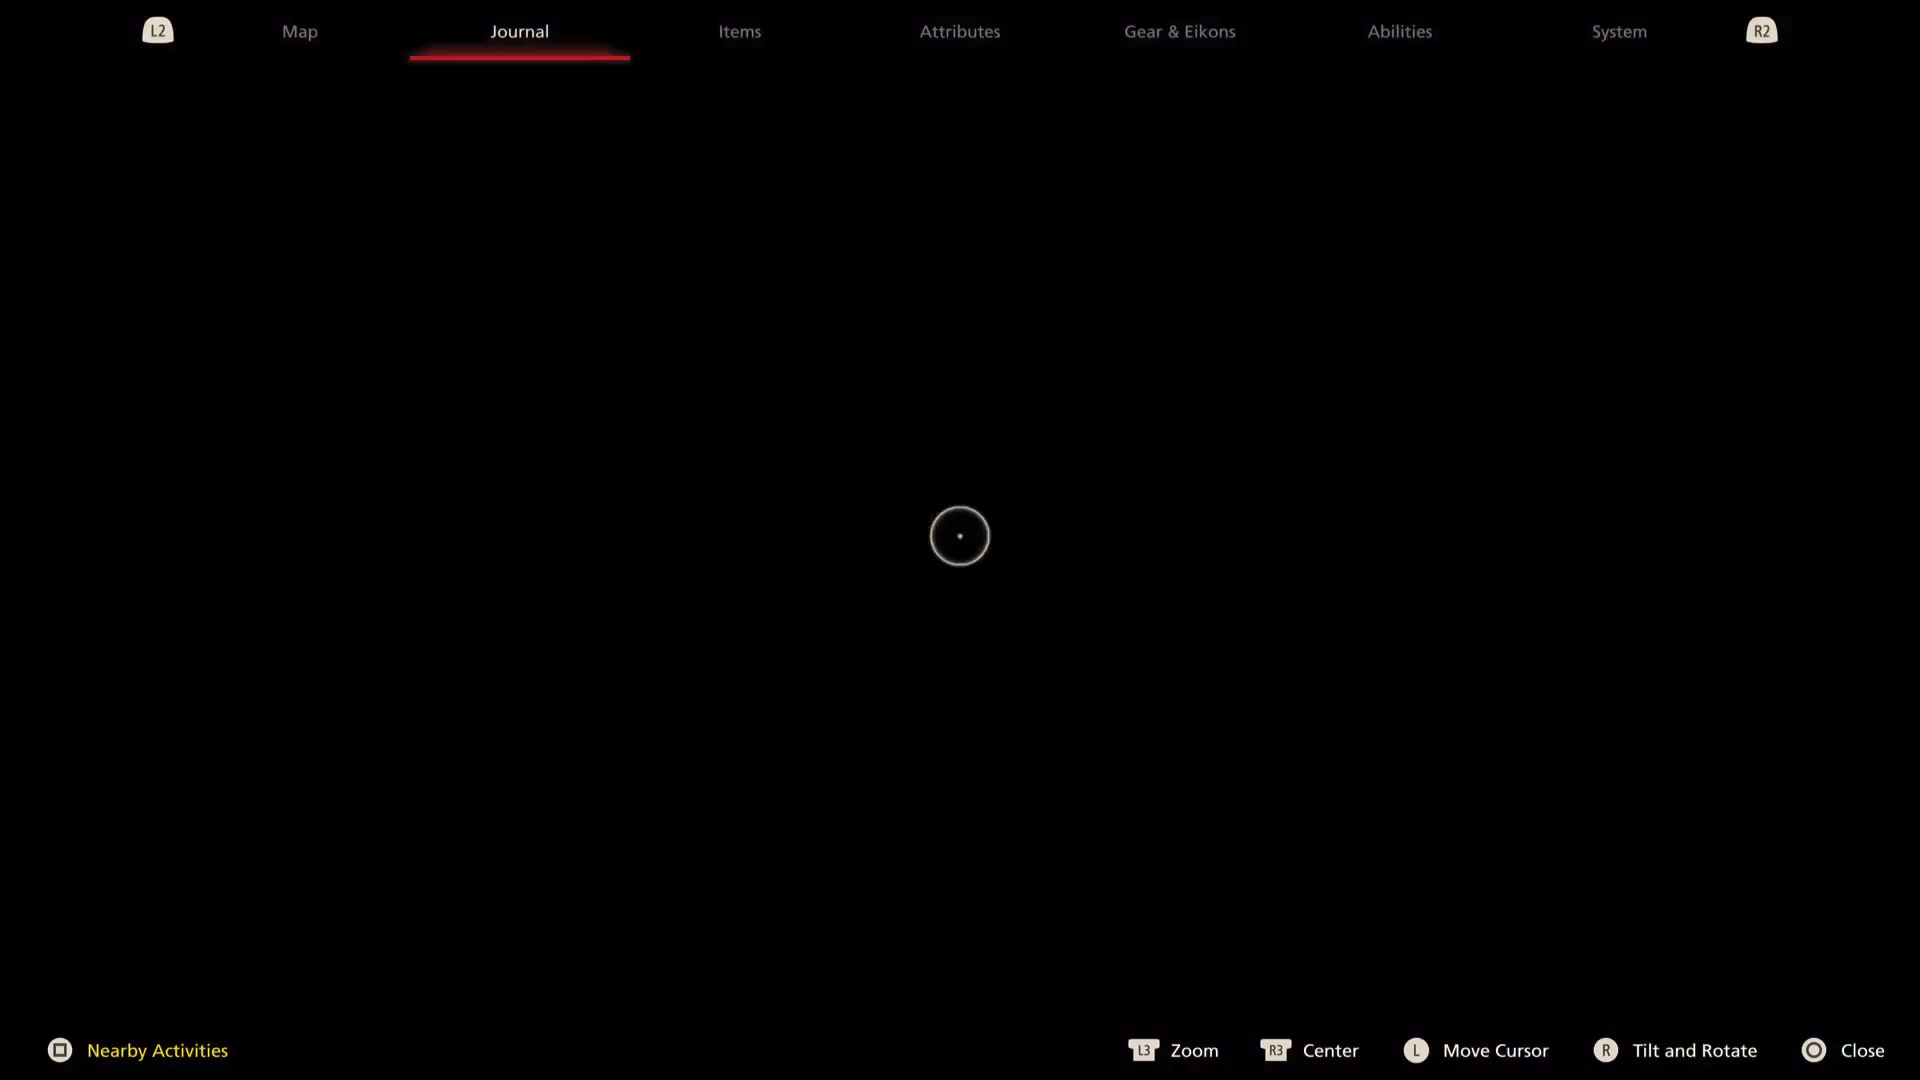 L2 Map Journal Items Attributes Gear & Eikons Abilities System R2
Nearby Activities L3 Zoom R3 Center L Move Cursor R Tilt and Rotate Close